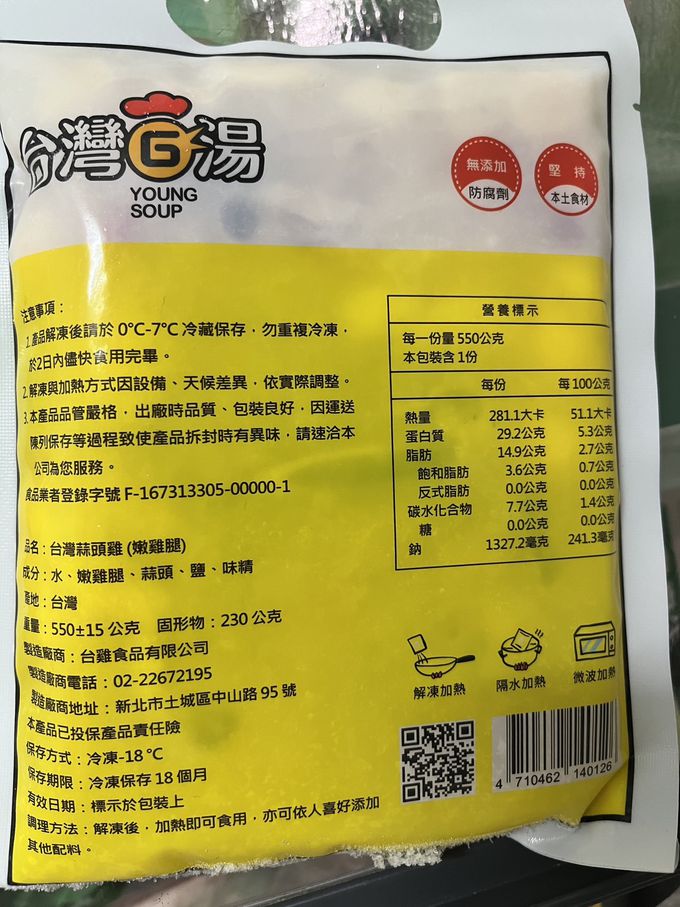 台灣G湯
YOUNG
SOUP
無添加
防腐劑
堅持
本土食材
注意事項：
1.產品解凍後請於 0°C-7°C 冷藏保存，勿重複冷凍，
於2日內儘快食用完畢。
2.解凍與加熱方式因設備、天候差異，依實際調整。
3.本產品品管嚴格，出廠時品質、包裝良好，因運送
陳列保存等過程致使產品拆封時有異味，請速洽本
公司為您服務。
食品業者登錄字號 F-167313305-00000-1
品名：台灣蒜頭雞 (嫩雞腿)
成分：水、嫩雞腿、蒜頭、鹽、味精
產地：台灣
重量：550±15 公克 固形物：230 公克
製造廠商：台雞食品有限公司
製造廠商電話：02-22672195
製造廠商地址：新北市土城區中山路 95 號
本產品已投保產品責任險
保存方式：冷凍-18 °C
保存期限：冷凍保存 18 個月
有效日期：標示於包裝上
調理方法：解凍後，加熱即可食用，亦可依人喜好添加
其他配料。
營養標示
每一份量 550公克
本包裝含 1份
每份 每 100公克
熱量 281.1大卡 51.1大卡
蛋白質 29.2公克 5.3公克
脂肪 14.9公克 2.7公克
飽和脂肪 3.6公克 0.7公克
反式脂肪 0.0公克 0.0公克
碳水化合物 7.7公克 1.4公克
糖 0.0公克 0.0公克
鈉 1327.2毫克 241.3毫克
解凍加熱 隔水加熱 微波加熱
4 710462 140126